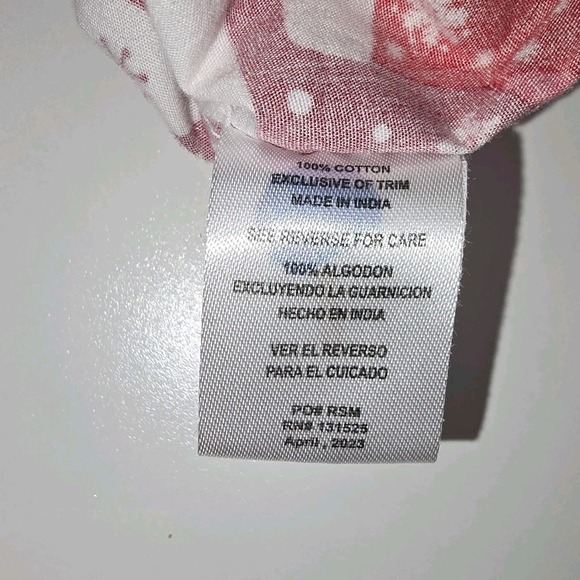 100% COTTON
EXCLUSIVE OF TRIM
MADE IN INDIA
SEE REVERSE FOR CARE
100% ALGODON
EXCLUYENDO LA GUARNICION
HECHO EN INDIA
VER EL REVERSO
PARA EL CUICADO
PO# RSM
RN# 131525
April , 2023